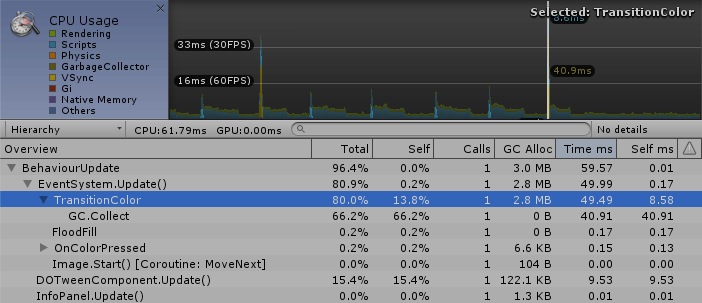 CPU Usage
Rendering
Scripts
Physics
GarbageCollector
VSync
Gi
Native Memory
Others
Selected: TransitionColor
8.6ms
33ms (30FPS)
40.9ms
16ms (60FPS)
Hierarchy CPU:61.79ms GPU:0.00ms No details
Overview Total Self Calls GC Alloc Time ms Self ms
BehaviourUpdate 96.4% 0.0% 1 3.0 MB 59.57 0.01
EventSystem.Update() 80.9% 0.2% 1 2.8 MB 49.99 0.17
TransitionColor 80.0% 13.8% 1 2.8 MB 49.49 8.58
GC.Collect 66.2% 66.2% 1 0 B 40.91 40.91
FloodFill 0.2% 0.2% 1 0 B 0.17 0.17
OnColorPressed 0.2% 0.2% 1 6.6 KB 0.15 0.13
Image.Start() [Coroutine: MoveNext] 0.0% 0.0% 1 104 B 0.00 0.00
DOTweenComponent.Update() 15.4% 15.4% 1 122.1 KB 9.53 9.53
InfoPanel.Update() 0.0% 0.0% 1 1.3 KB 0.01 0.01